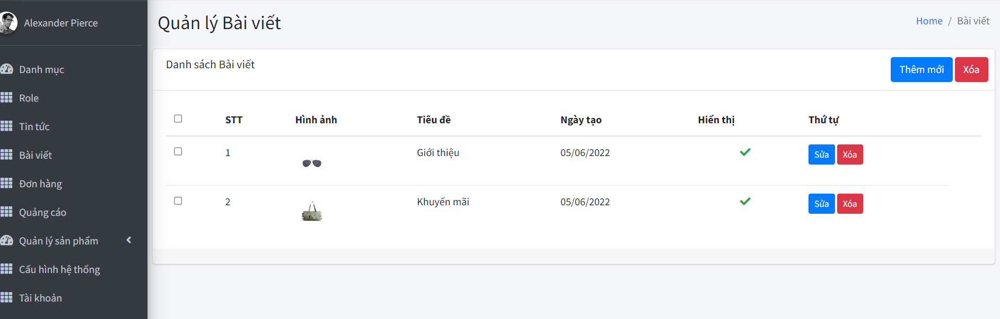 Alexander Pierce
Danh mục
Role
Tin tức
Bài viết
Đơn hàng
Quảng cáo
Quản lý sản phẩm
Cấu hình hệ thống
Tài khoản
Quản lý Bài viết
Home / Bài viết
Danh sách Bài viết
Thêm mới Xóa
STT Hình ảnh Tiêu đề Ngày tạo Hiển thị Thứ tự
1 Giới thiệu 05/06/2022 Sửa Xóa
2 Khuyến mãi 05/06/2022 Sửa Xóa